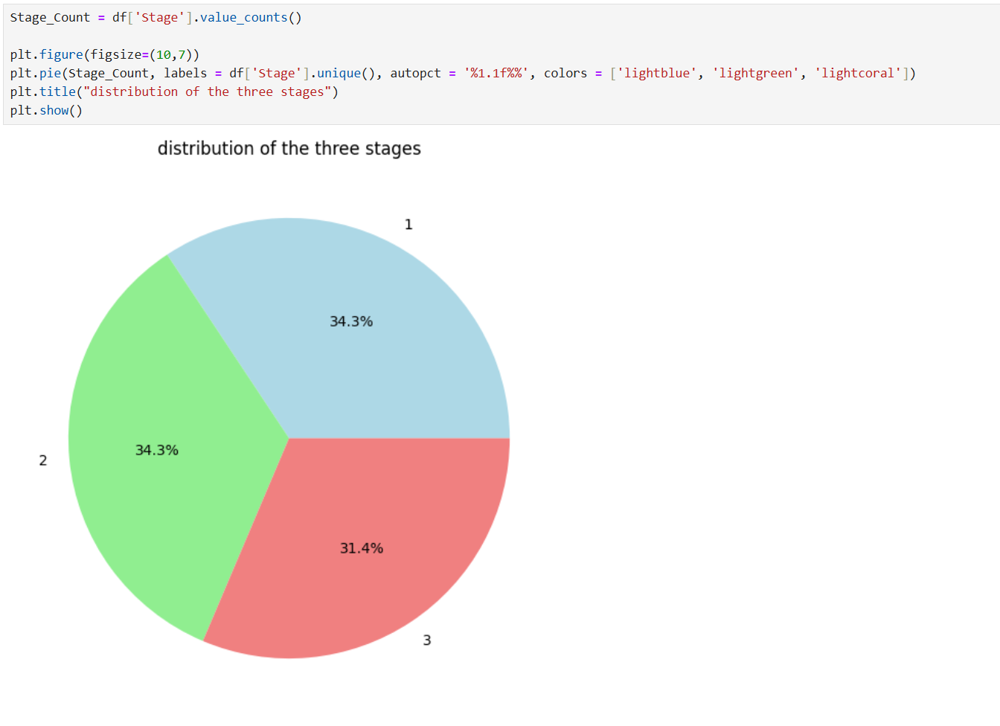 Stage_Count = df['Stage'].value_counts()
plt.figure(figsize=(10,7))
plt.pie(Stage_Count, labels = df['Stage'].unique(), autopct = '%1.1f%%', colors = ['lightblue', 'lightgreen', 'lightcoral'])
plt.title("distribution of the three stages")
plt.show()
distribution of the three stages
1
34.3%
34.3%
2
31.4%
3